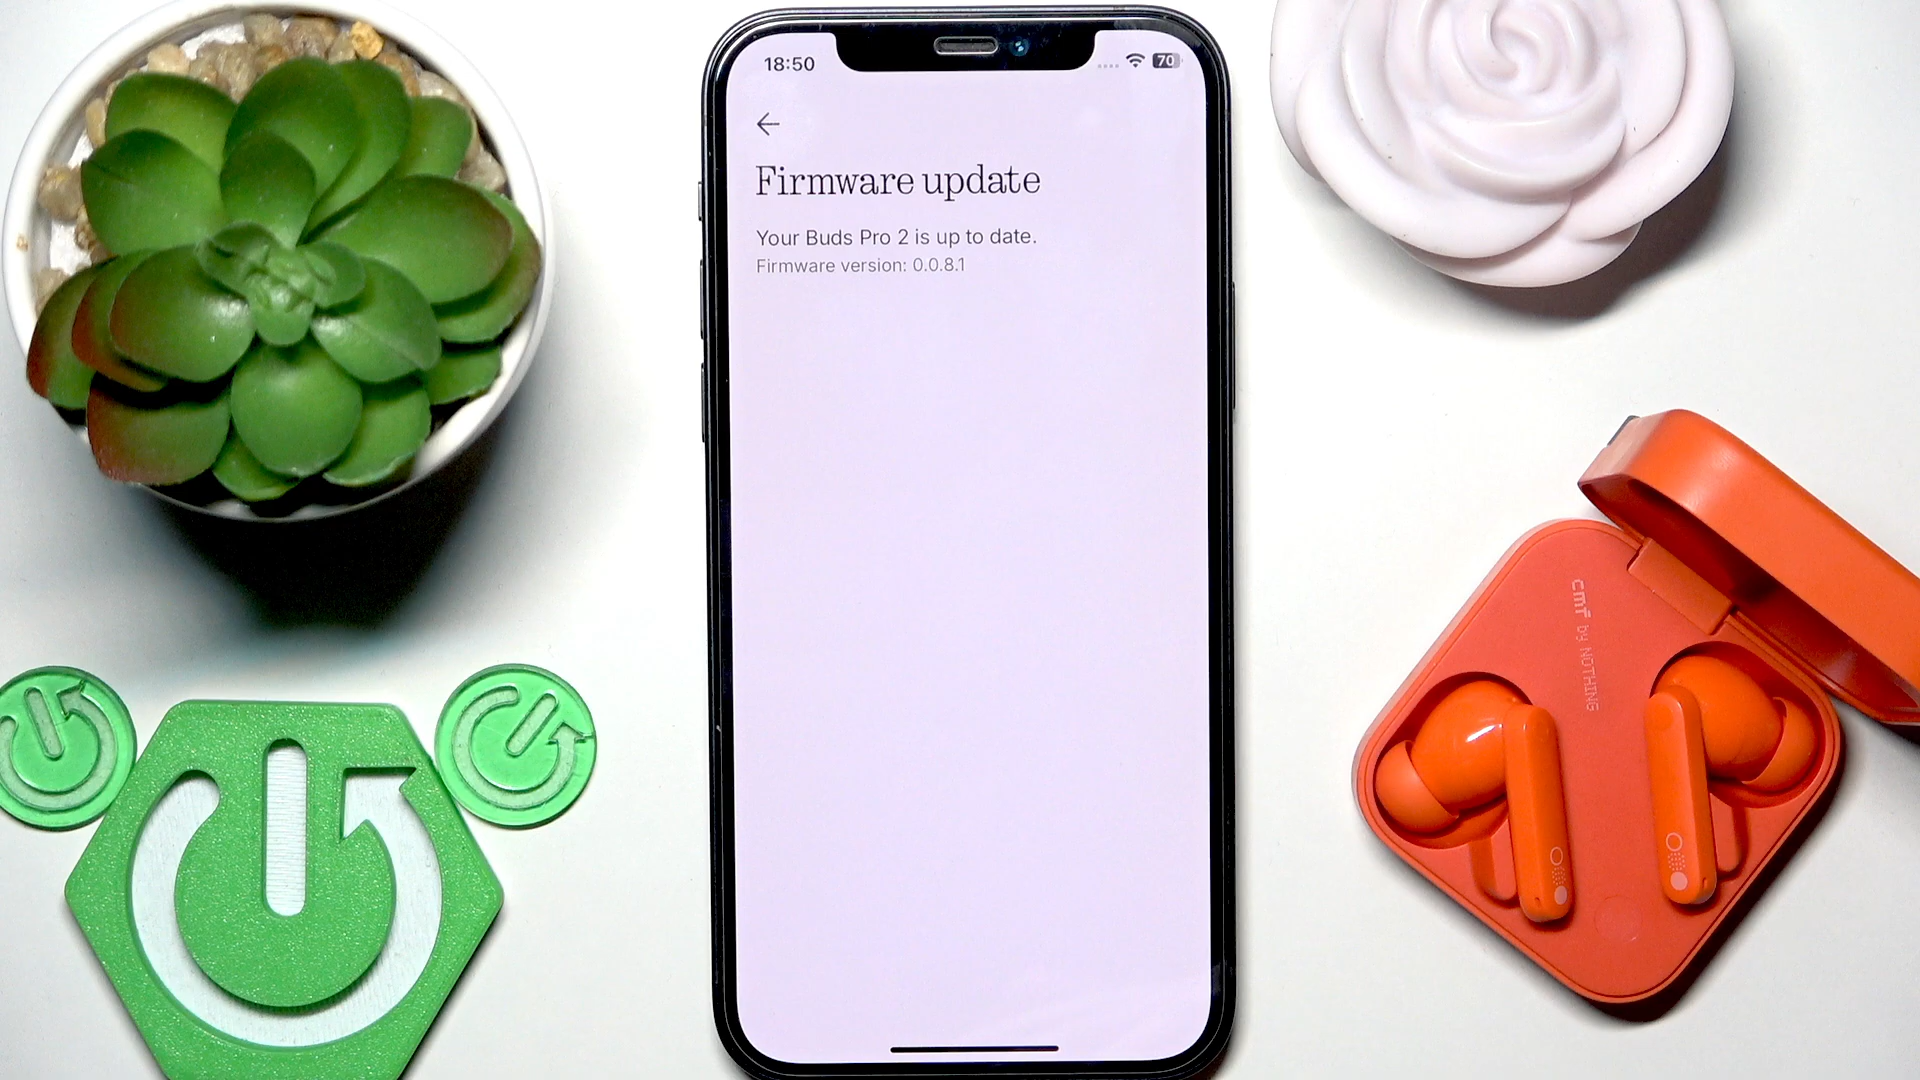 18:50
70
Firmware update
Your Buds Pro 2 is up to date.
Firmware version: 0.0.8.1
cmf by NOTHING